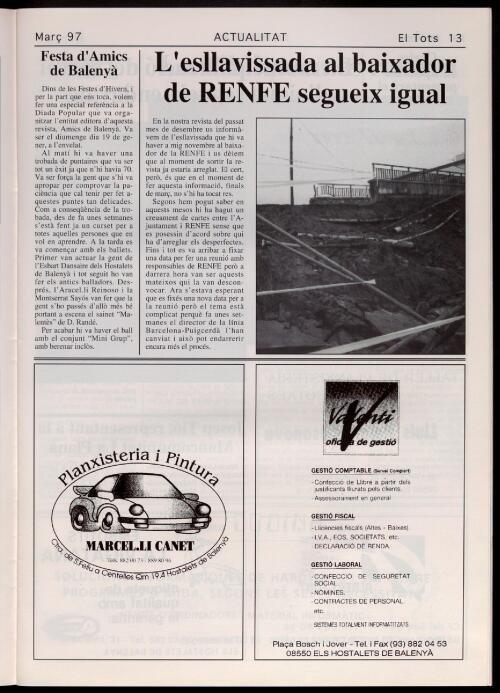 Març 97
ACTUALITAT
El Tots 13
Festa d'Amics
de Balenyà
Dins de les Festes d'Hivern, i
per la part que ens toca, volem
fer una especial referència a la
Diada Popular que va orga-
nitzar l'entitat editora d'aquesta
revista, Amics de Balenyà. Va
ser el diumenge dia 19 de ge-
ner, a l'envelat.
Al matí hi va haver una
trobada de puntaires que va ser
tot un èxit ja que n'hi havia 70.
Va ser força la gent que s'hi va
apropar per comprovar la pa-
ciència que cal tenir per fet a-
questes puntes tan delicades.
Com a conseqüència de la tro-
bada, des de fa unes setmanes
s'està fent ja un curset per a
totes aquelles persones que en
vol en aprendre. A la tarda es
va començar amb els ballets.
Primer van actuar la gent de
l'Esbart Dansaire dels Hostalets
de Balenyà i tot seguit ho van
fer els antics balladors. Des-
prés, l'Aracel.li Reinoso i la
Montserrat Sayós van fer que la
gent s'ho passés d'allò més bé
portant a escena el sainet "Ma-
lentès" de D. Randé.
Per acabar hi va haver el ball
amb el conjunt "Mini Grup",
amb berenar inclòs.
L'esllavissada al baixador
de RENFE segueix igual
En la nostra revista del passat
mes de desembre us informà-
vem de l'esllavissada que hi va
haver a mig novembre al baixa-
dor de la RENFE i us dèiem
que al moment de sortir la re-
vista ja estaria arreglat. El cert,
però, és que en el moment de
fer aquesta informació, finals
de març, no s'hi ha tocat res.
Segons hem pogut saber en
aquests mesos hi ha hagut un
creuament de cartes entre l'A-
juntament i RENFE sense que
es posessin d'acord sobre qui
ha d'arreglar els desperfectes.
Fins i tot es va arribar a fixar
una data per fer una reunió amb
responsables de RENFE però a
darrera hora van ser aquests
mateixos qui la van descon-
vocar. Ara s'estava esperant
que es fixés una nova data per a
la reunió però el tema està
complicat perquè fa unes set-
manes el director de la línia
Barcelona-Puigcerdà l'han
canviat i això pot endarrerir
encara més el procés.
Planxisteria i Pintura
MARCEL.LI CANET
Ctra. de S.Feliu a Centelles Qm 19,4 Hostalets de Balenyà
Valentí
oficina de gestió
GESTIÓ COMPTABLE (Servei Complert)
-Confecció de Llibre a partir dels
justificants lliurats pels clients.
-Assessorament en general
GESTIÓ FISCAL
-Llicències fiscals (Altes - Baixes)
-I.V.A., EOS, SOCIETATS, etc.
-DECLARACIÓ DE RENDA
GESTIÓ LABORAL
-CONFECCIÓ DE SEGURETAT
SOCIAL
-NÒMINES.
-CONTRACTES DE PERSONAL
etc.
SISTEMES TOTALMENT INFORMATITZATS
Plaça Bosch i Jover - Tel. i Fax (93) 882 04 53
08550 ELS HOSTALETS DE BALENYÀ